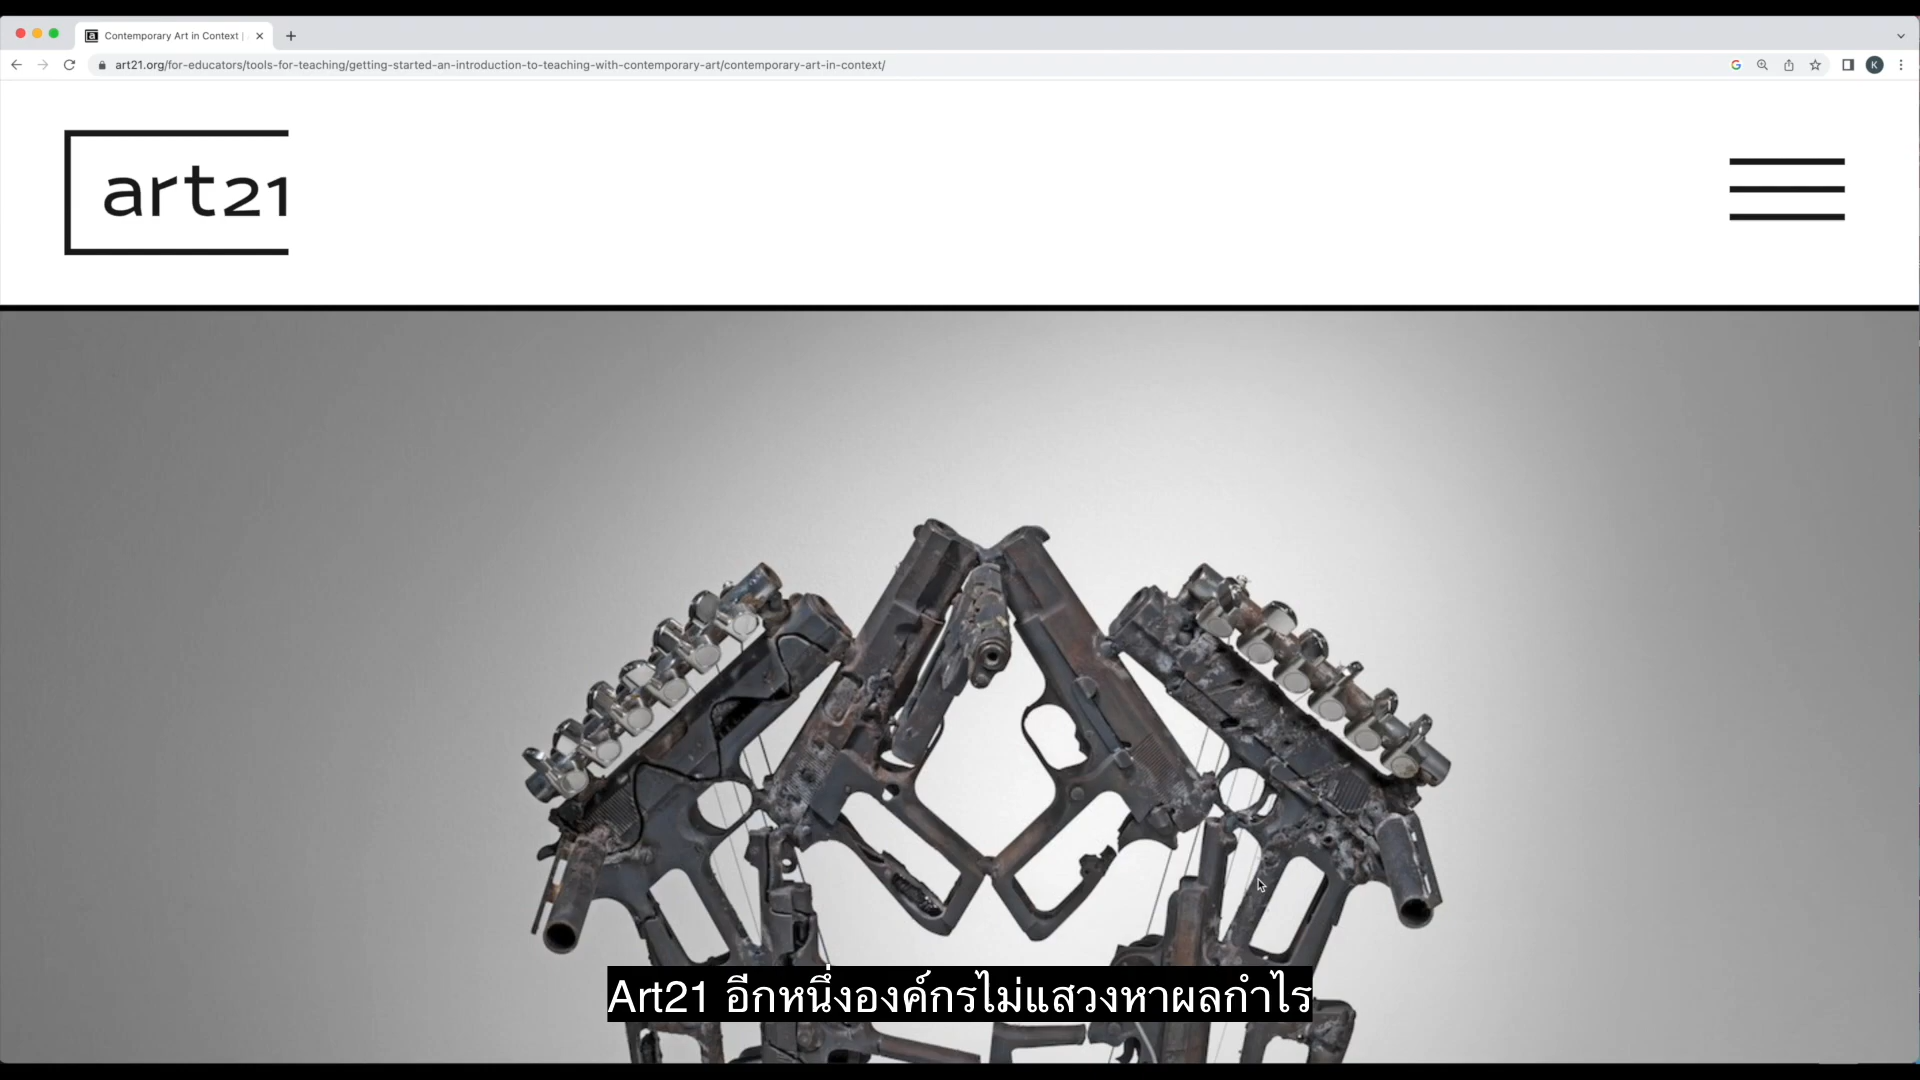 Contemporary Art in Context |
art21.org/for-educators/tools-for-teaching/getting-started-an-introduction-to-teaching-with-contemporary-art/contemporary-art-in-context/
K
art21
Art21 อีกหนึ่งองค์กรไม่แสวงหาผลกำไร